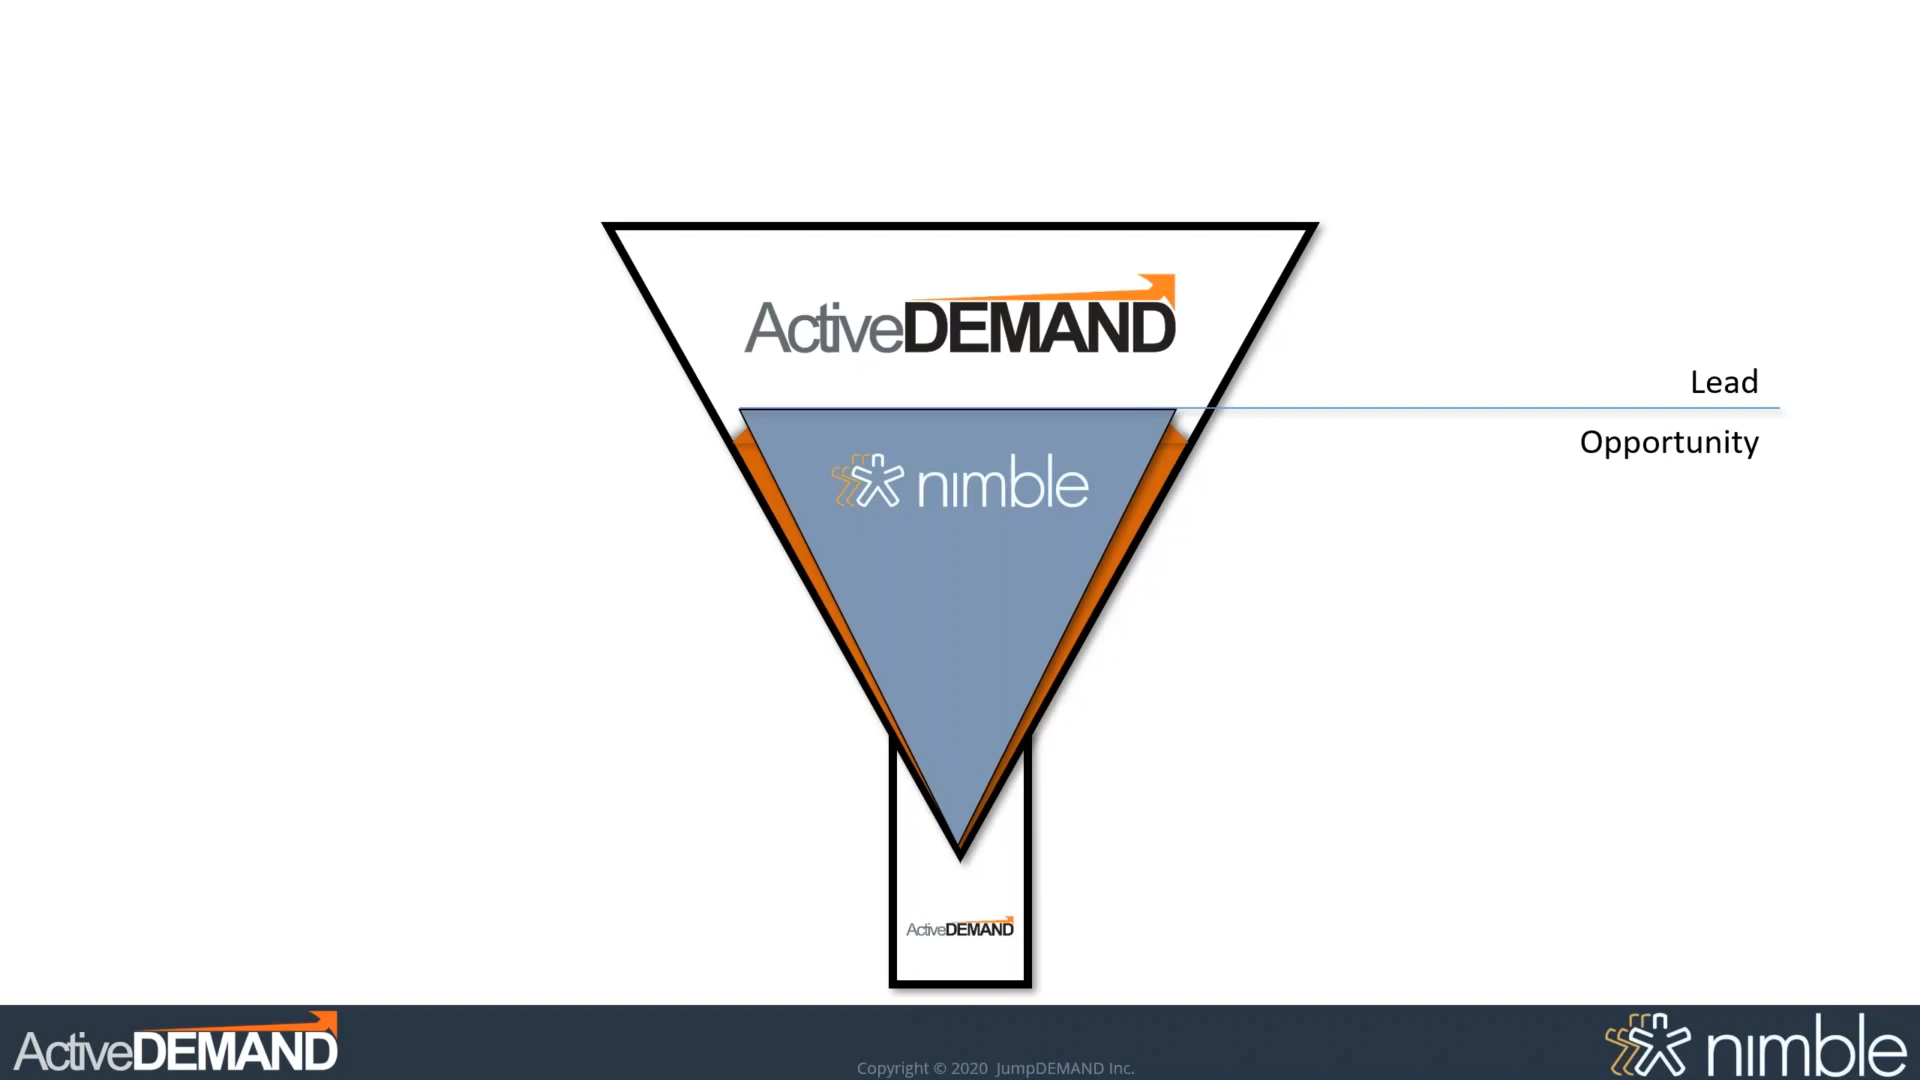 ActiveDEMAND
Lead
Opportunity
nimble
ActiveDEMAND
ActiveDEMAND
Copyright © 2020 JumpDEMAND Inc.
nimble